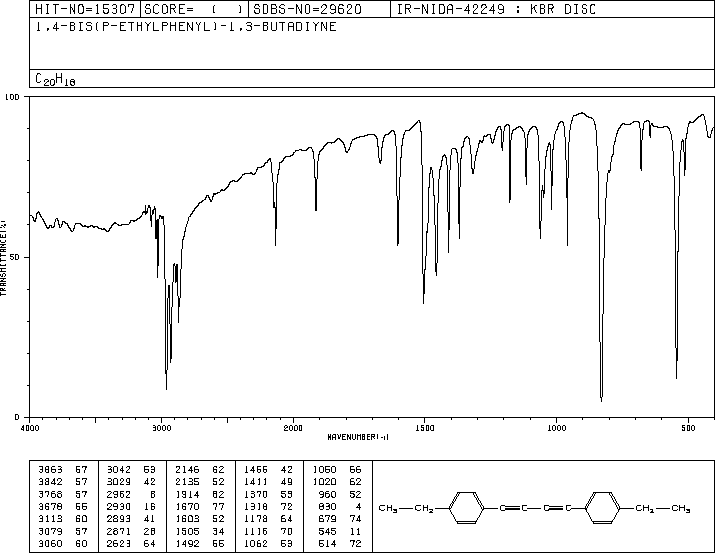 HIT-NO=15307 SCORE= ( ) SDBS-NO=29620 IR-NIDA-42249 : KBR DISC
1,4-BIS(P-ETHYLPHENYL)-1,3-BUTADIYNE
C20H18
100
50
0
TRANSMITTANCE(%)
4000 3000 2000 1500 1000 500
WAVENUMBER(-1)
3863 57 3042 53 2146 62 1455 42 1050 56
3842 57 3029 42 2135 52 1411 49 1020 62
3768 57 2962 8 1914 62 1370 53 960 52
3678 55 2930 16 1670 77 1318 72 830 4
3113 60 2893 41 1603 52 1178 64 679 74
3079 57 2871 28 1505 34 1116 70 545 11
3060 60 2623 64 1492 55 1062 53 514 72
CH3 CH2 C C C C CH2 CH3